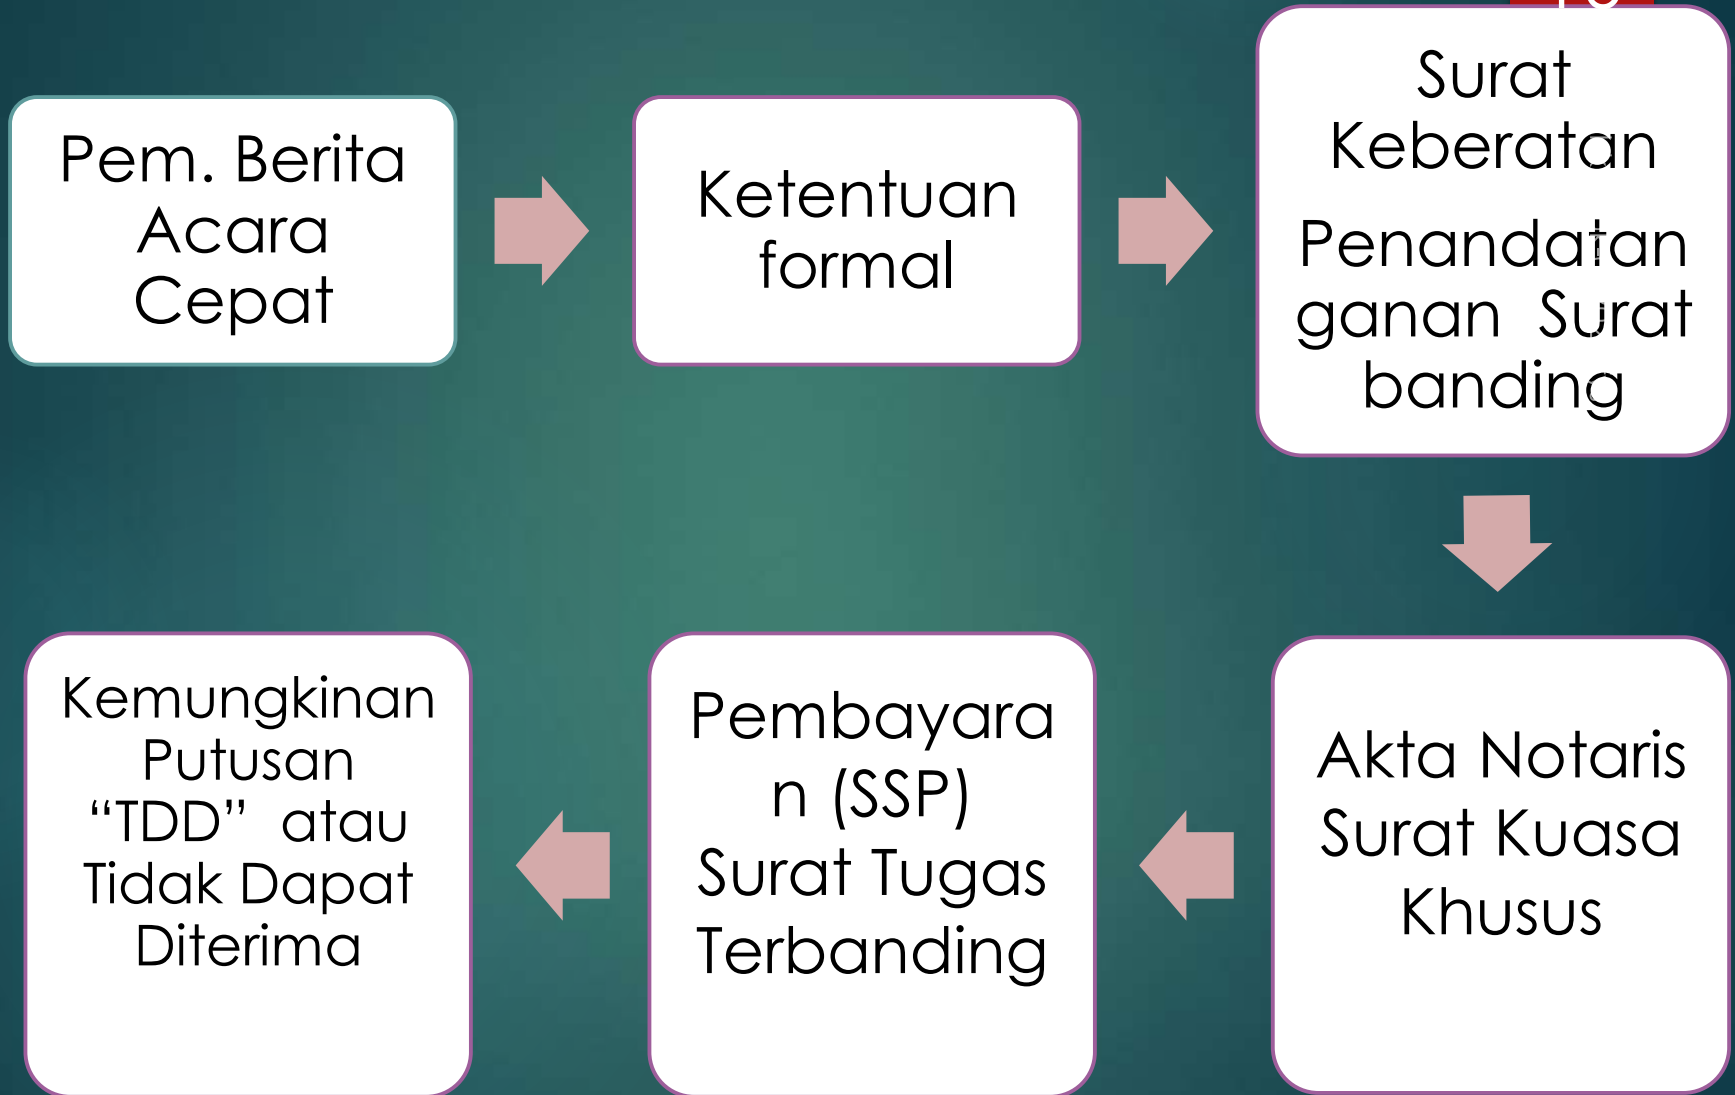 Pem. Berita
Acara
Cepat
Ketentuan
formal
Surat
Keberatan
Penandatan
ganan Surat
banding
Akta Notaris
Surat Kuasa
Khusus
Pembayara
n (SSP)
Surat Tugas
Terbanding
Kemungkinan
Putusan
“TDD” atau
Tidak Dapat
Diterima